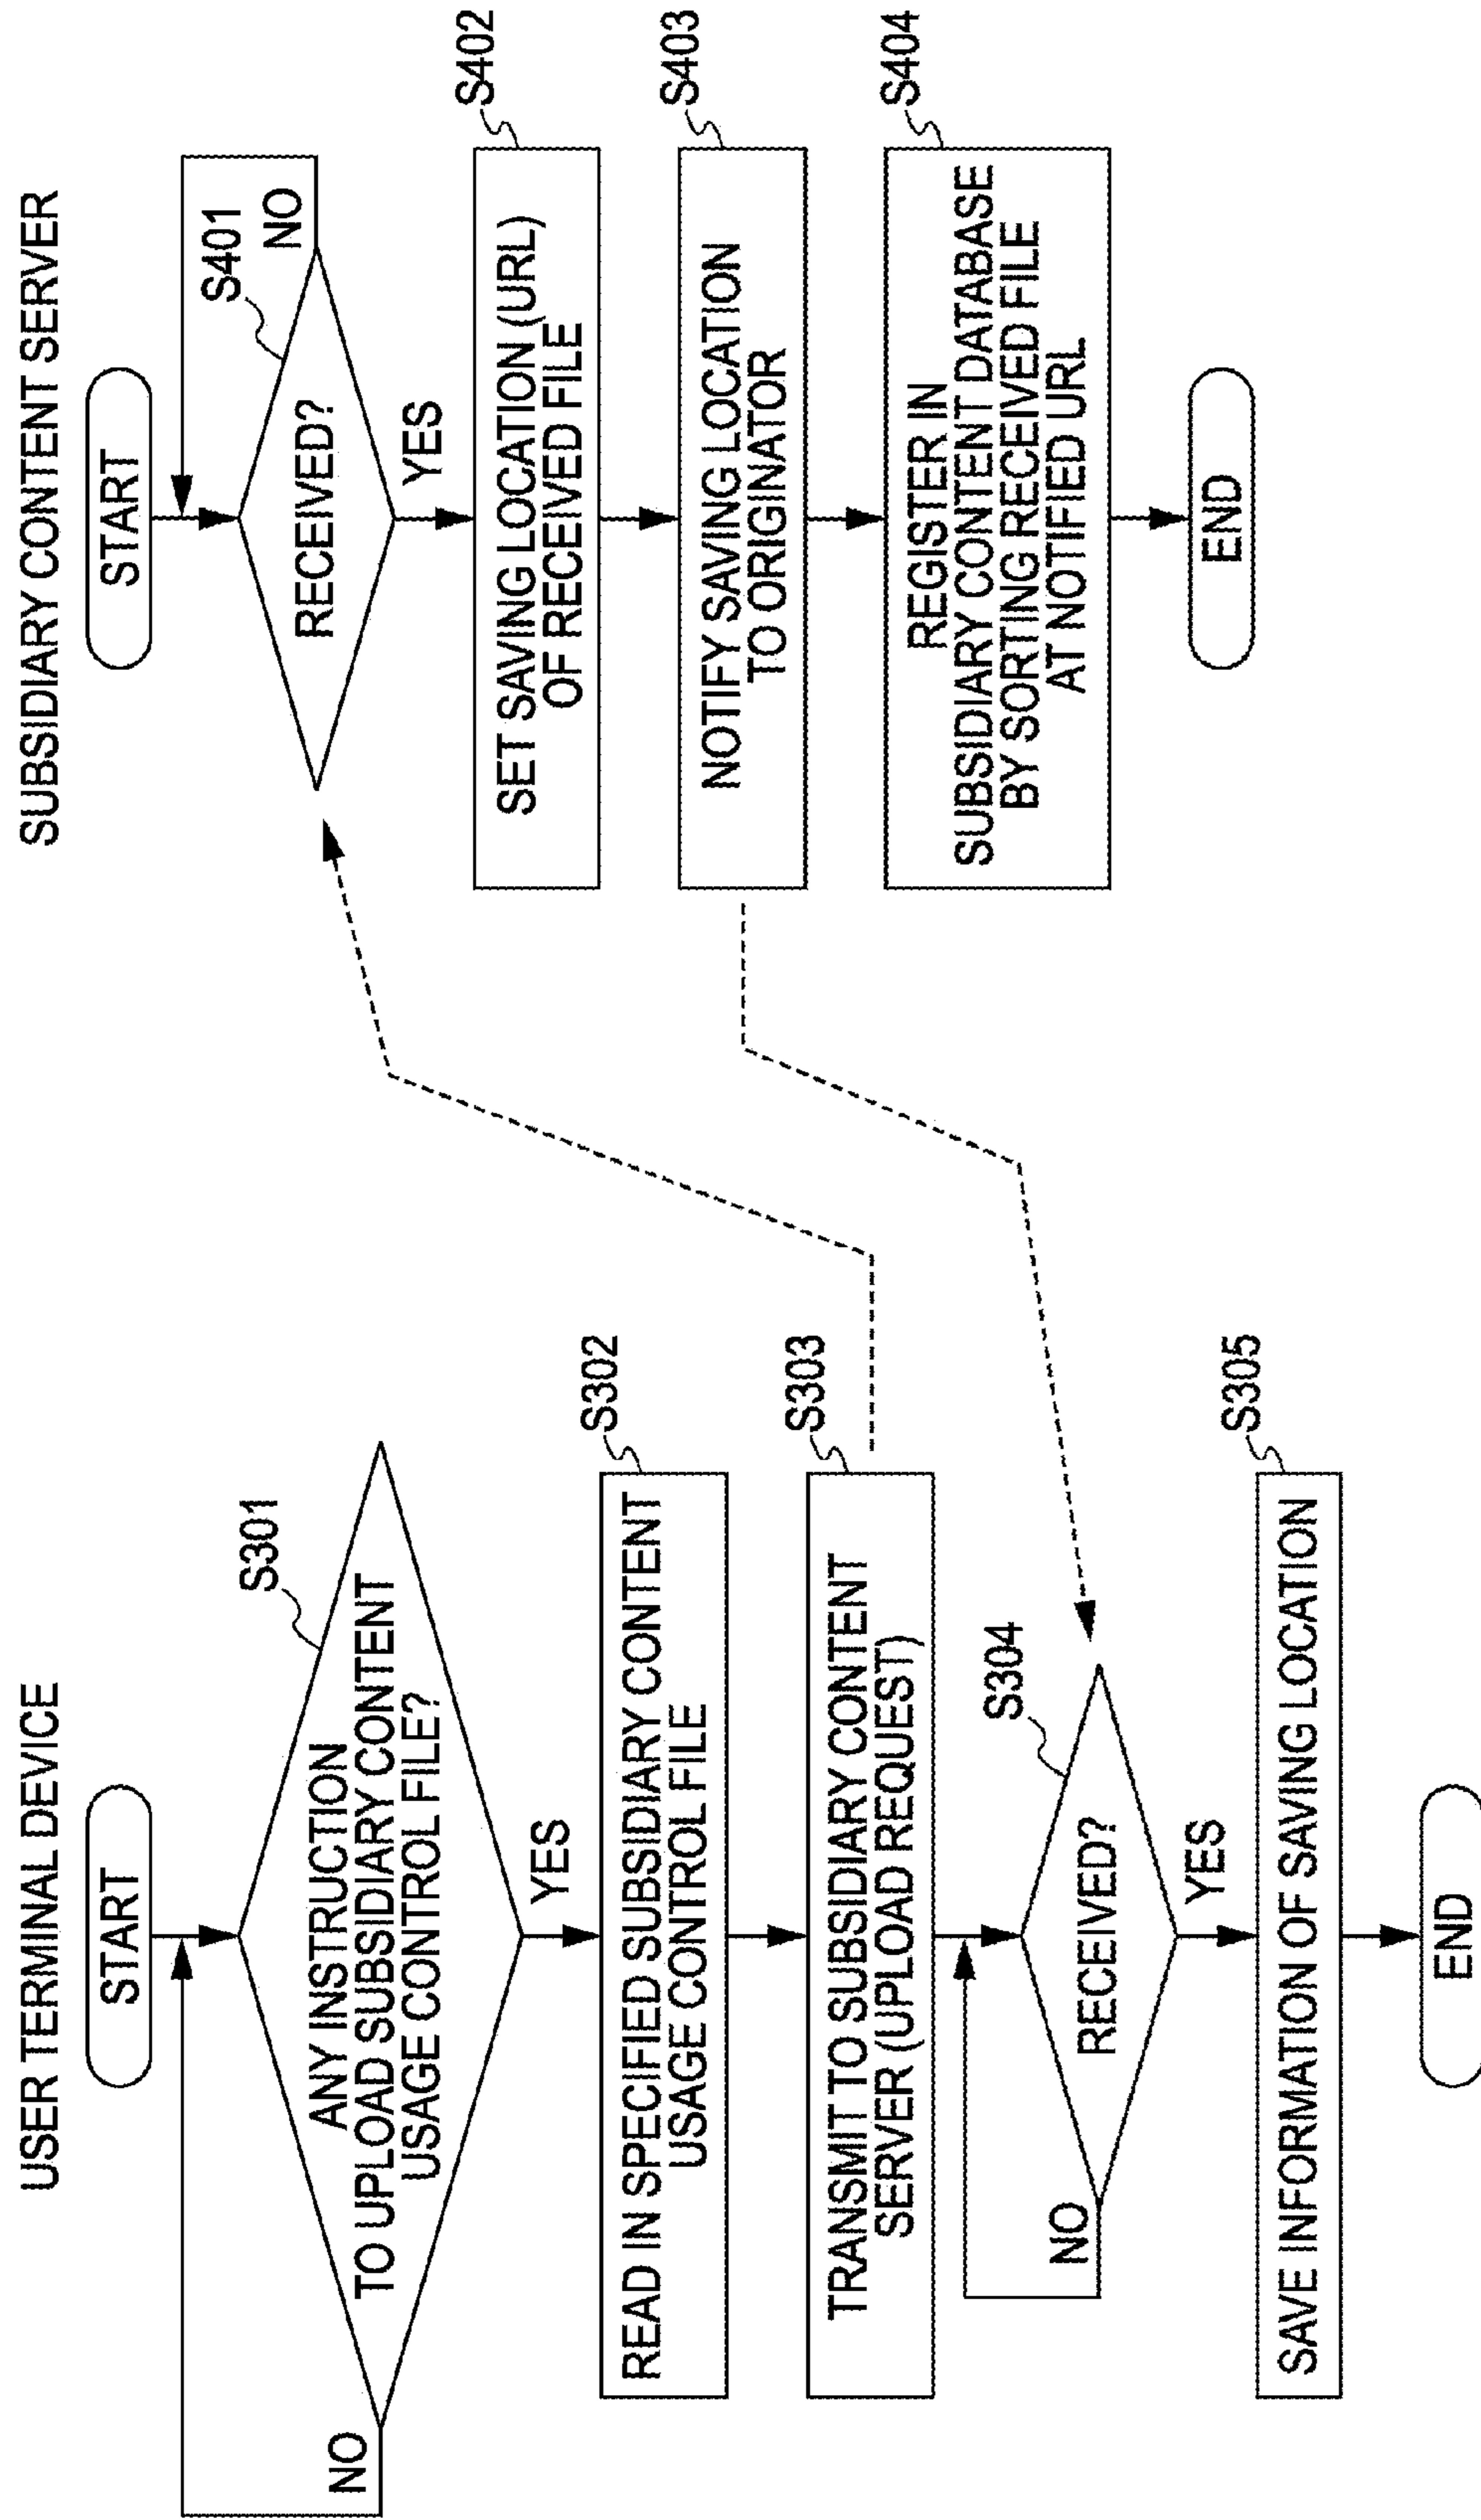 USER TERMINAL DEVICE
START
S301
ANY INSTRUCTION
TO UPLOAD SUBSIDIARY CONTENT
USAGE CONTROL FILE?
NO
YES
S302
READ IN SPECIFIED SUBSIDIARY CONTENT
USAGE CONTROL FILE
S303
TRANSMIT TO SUBSIDIARY CONTENT
SERVER (UPLOAD REQUEST)
S304
RECEIVED?
NO
YES
S305
SAVE INFORMATION OF SAVING LOCATION
END
SUBSIDIARY CONTENT SERVER
START
S401
NO
RECEIVED?
YES
S402
SET SAVING LOCATION (URL)
OF RECEIVED FILE
S403
NOTIFY SAVING LOCATION
TO ORIGINATOR
S404
REGISTER IN
SUBSIDIARY CONTENT DATABASE
BY SORTING RECEIVED FILE
AT NOTIFIED URL
END